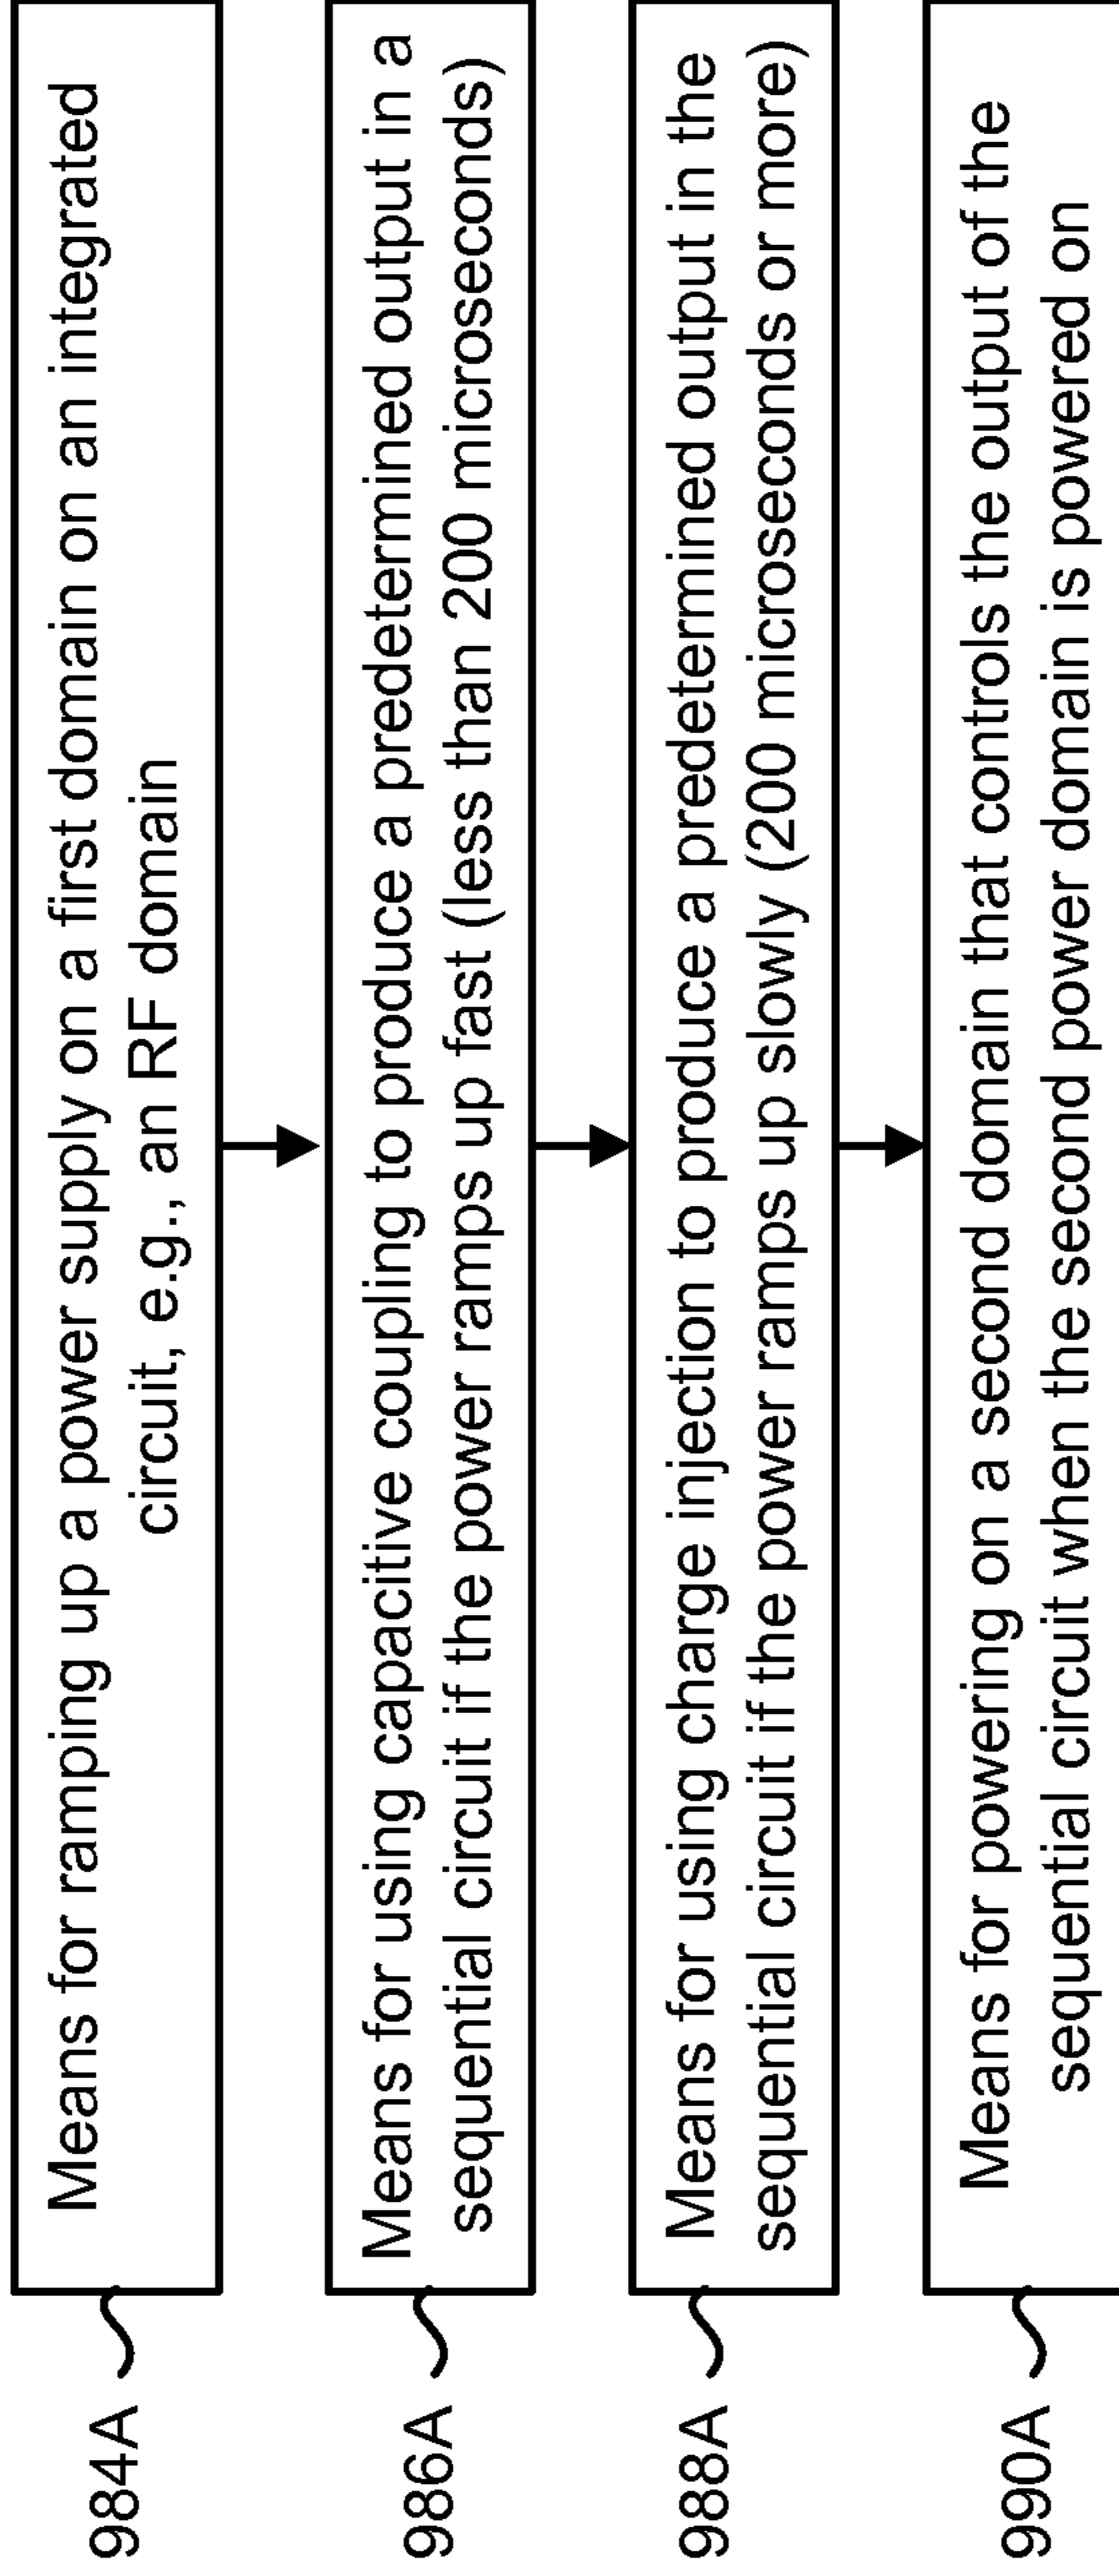 984A
Means for ramping up a power supply on a first domain on an integrated
circuit, e.g., an RF domain
986A
Means for using capacitive coupling to produce a predetermined output in a
sequential circuit if the power ramps up fast (less than 200 microseconds)
988A
Means for using charge injection to produce a predetermined output in the
sequential circuit if the power ramps up slowly (200 microseconds or more)
990A
Means for powering on a second domain that controls the output of the
sequential circuit when the second power domain is powered on